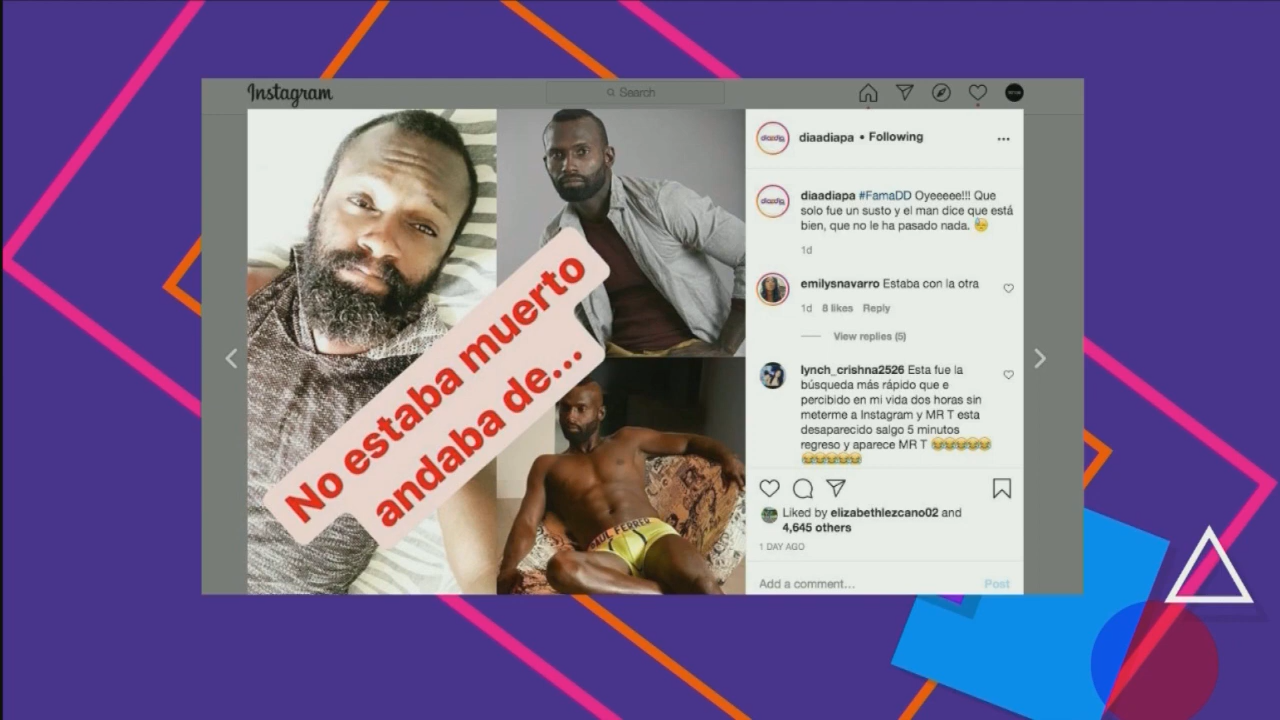 Instagram
Search
No estaba muerto
andaba de...
PAUL FERRER
diaadiapa • Following
diaadiapa #FamaDD Oyeeeee!!! Que
solo fue un susto y el man dice que está
bien, que no le ha pasado nada. 😓
1d
emilysnavarro Estaba con la otra
1d 8 likes Reply
View replies (5)
lynch_crishna2526 Esta fue la
búsqueda más rápido que e
percibido en mi vida dos horas sin
meterme a Instagram y MR T esta
desaparecido salgo 5 minutos
regreso y aparece MR T 😂😂😂😂😂
😂😂😂😂😂
Liked by elizabethlezcano02 and
4,645 others
1 DAY AGO
Add a comment...
Post